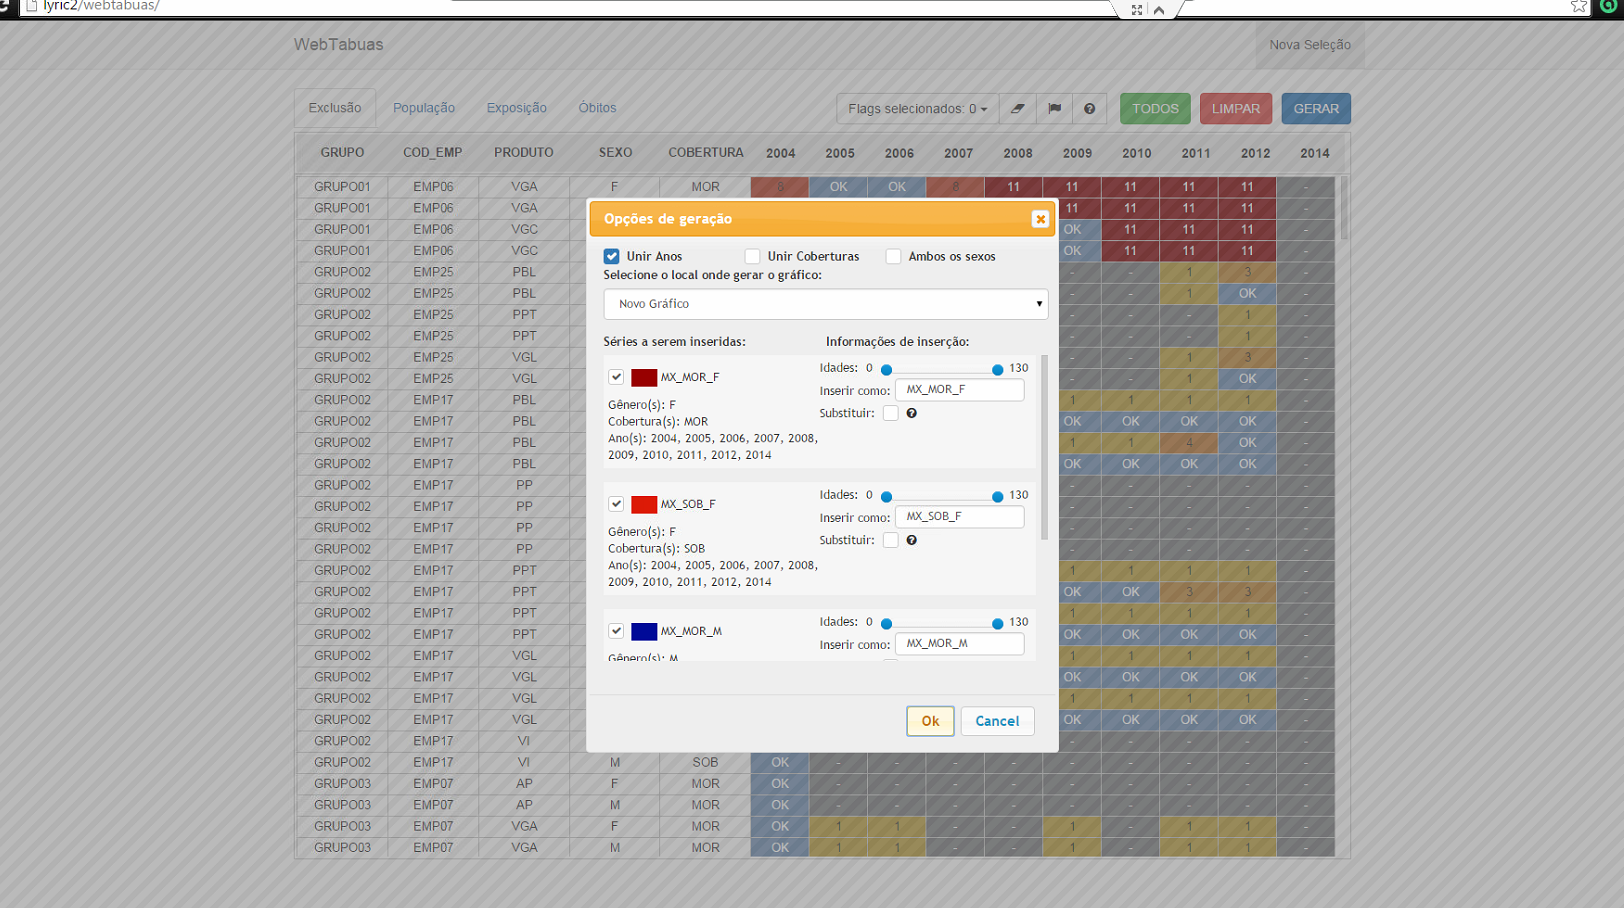 lyric2/webtabuas/
WebTabuas
Nova Seleção
Exclusão População Exposição Óbitos Flags selecionados: 0 TODOS LIMPAR GERAR
GRUPO COD_EMP PRODUTO SEXO COBERTURA 2004 2005 2006 2007 2008 2009 2010 2011 2012 2014
GRUPO01 EMP06 VGA F MOR 8 OK OK 8 11 11 11 11 11 -
GRUPO01 EMP06 VGA 11 11 11 11 -
GRUPO01 EMP06 VGC OK 11 11 11 -
GRUPO01 EMP06 VGC OK 11 11 11 -
GRUPO02 EMP25 PBL - - 1 3 -
GRUPO02 EMP25 PBL - - 1 OK -
GRUPO02 EMP25 PPT - - - 1 -
GRUPO02 EMP25 PPT - - - 1 -
GRUPO02 EMP25 VGL - - 1 3 -
GRUPO02 EMP25 VGL - - 1 OK -
GRUPO02 EMP17 PBL 1 1 1 1 -
GRUPO02 EMP17 PBL OK OK OK OK -
GRUPO02 EMP17 PBL 1 1 4 OK -
GRUPO02 EMP17 PBL OK OK OK OK -
GRUPO02 EMP17 PP - - - - -
GRUPO02 EMP17 PP - - - - -
GRUPO02 EMP17 PP - - - - -
GRUPO02 EMP17 PP - - - - -
GRUPO02 EMP17 PPT 1 1 1 1 -
GRUPO02 EMP17 PPT OK OK 3 3 -
GRUPO02 EMP17 PPT 1 1 1 1 -
GRUPO02 EMP17 PPT OK OK OK OK -
GRUPO02 EMP17 VGL 1 1 1 1 -
GRUPO02 EMP17 VGL OK OK OK OK -
GRUPO02 EMP17 VGL 1 1 1 1 -
GRUPO02 EMP17 VGL OK OK OK OK -
GRUPO02 EMP17 VI - - - - -
GRUPO02 EMP17 VI M SOB OK - - - - - - - - -
GRUPO03 EMP07 AP F MOR OK - - - - - - - - -
GRUPO03 EMP07 AP M MOR OK - - - - - - - - -
GRUPO03 EMP07 VGA F MOR OK 1 1 - - 1 - 1 1 -
GRUPO03 EMP07 VGA M MOR OK 1 1 - - 1 - 1 1 -
Opções de geração
Unir Anos Unir Coberturas Ambos os sexos
Selecione o local onde gerar o gráfico:
Novo Gráfico
Séries a serem inseridas: Informações de inserção:
MX_MOR_F
Gênero(s): F
Cobertura(s): MOR
Ano(s): 2004, 2005, 2006, 2007, 2008,
2009, 2010, 2011, 2012, 2014
Idades: 0 130
Inserir como: MX_MOR_F
Substituir:
MX_SOB_F
Gênero(s): F
Cobertura(s): SOB
Ano(s): 2004, 2005, 2006, 2007, 2008,
2009, 2010, 2011, 2012, 2014
Idades: 0 130
Inserir como: MX_SOB_F
Substituir:
MX_MOR_M
Gênero(s): M
Idades: 0 130
Inserir como: MX_MOR_M
Ok Cancel